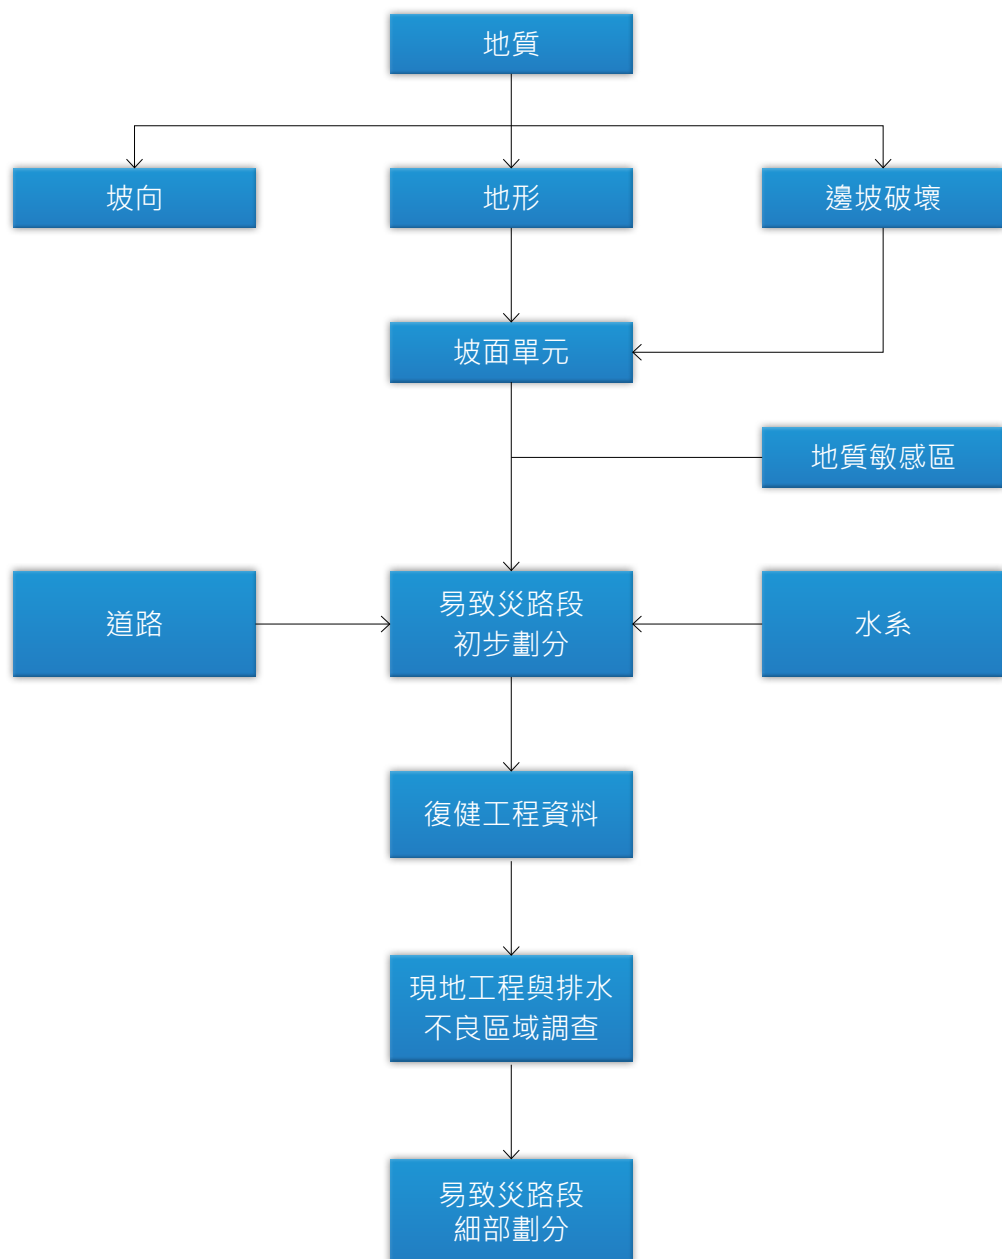 地質
坡向
地形
邊坡破壞
坡面單元
地質敏感區
道路
易致災路段
初步劃分
水系
復健工程資料
現地工程與排水
不良區域調查
易致災路段
細部劃分